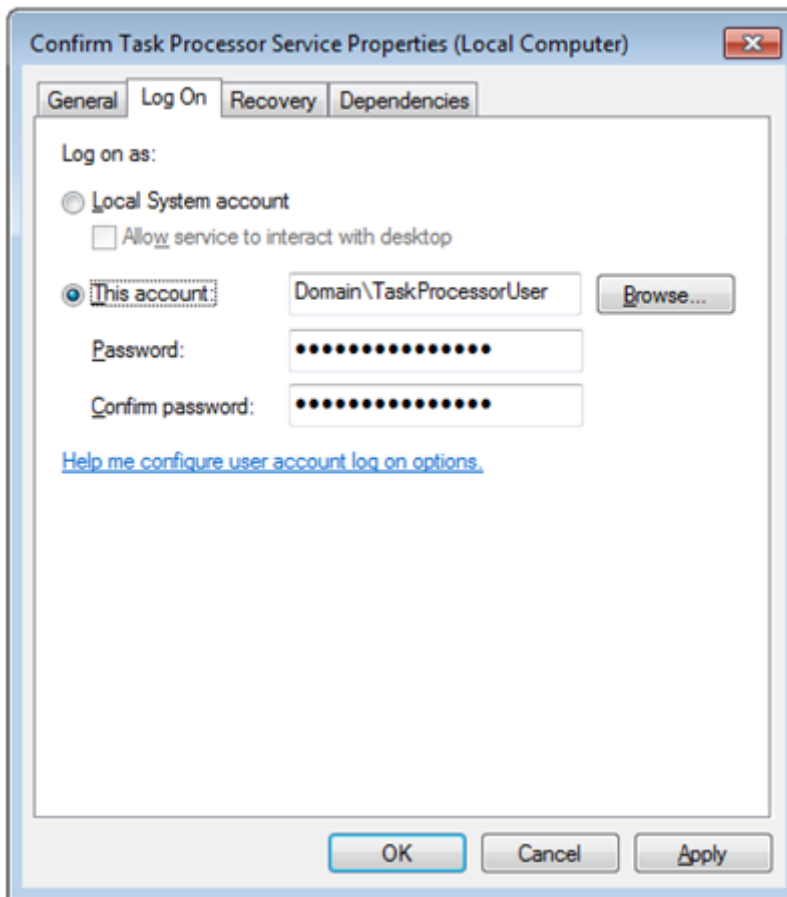 Confirm Task Processor Service Properties (Local Computer)
General Log On Recovery Dependencies
Log on as:
Local System account
Allow service to interact with desktop
This account: Domain\TaskProcessorUser Browse...
Password: •••••••••••••••
Confirm password: •••••••••••••••
Help me configure user account log on options.
OK Cancel Apply